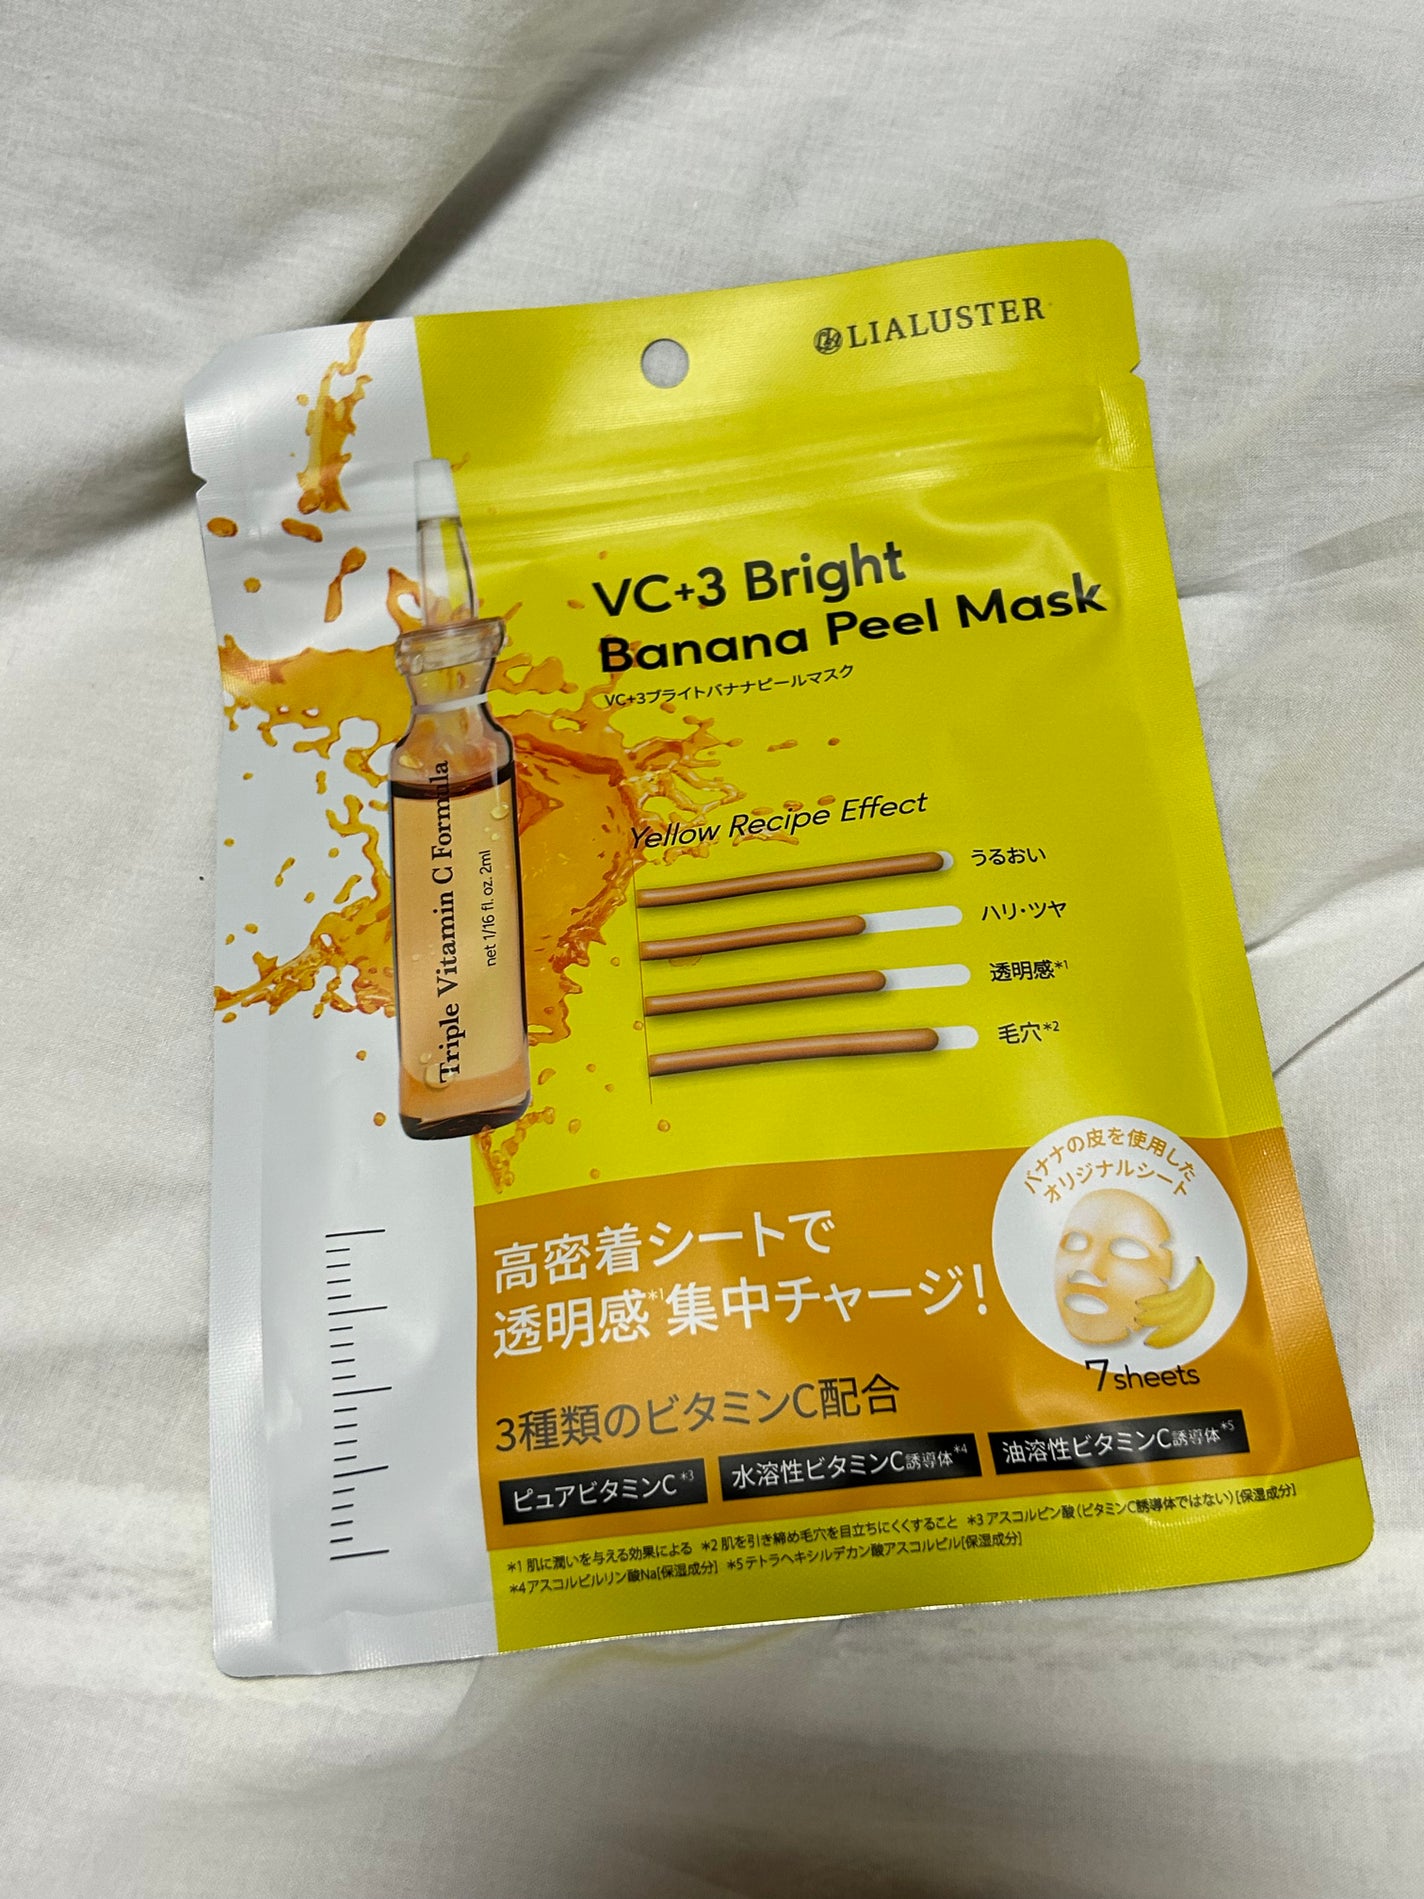 LIALUSTER
VC+3 Bright
Banana Peel Mask
VC+3ブライトバナナピールマスク
Triple Vitamin C Formula
net 1/16 fl. oz. 2ml
Yellow Recipe Effect
うるおい
ハリ・ツヤ
透明感*1
毛穴*2
バナナの皮を使用した
オリジナルシート
高密着シートで
透明感*1集中チャージ!
7sheets
3種類のビタミンC配合
ピュアビタミンC*3
水溶性ビタミンC誘導体*4
油溶性ビタミンC誘導体*5
*1 肌に潤いを与える効果による *2 肌を引き締め毛穴を目立ちにくくすること *3 アスコルビン酸(ビタミンC誘導体ではない)[保湿成分]
*4アスコルビルリン酸Na[保湿成分] *5テトラヘキシルデカン酸アスコルビル[保湿成分]